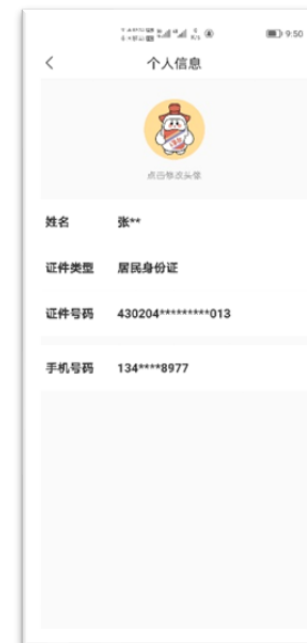 9:50
个人信息
点击修改头像
姓名 张**
证件类型 居民身份证
证件号码 430204*********013
手机号码 134****8977